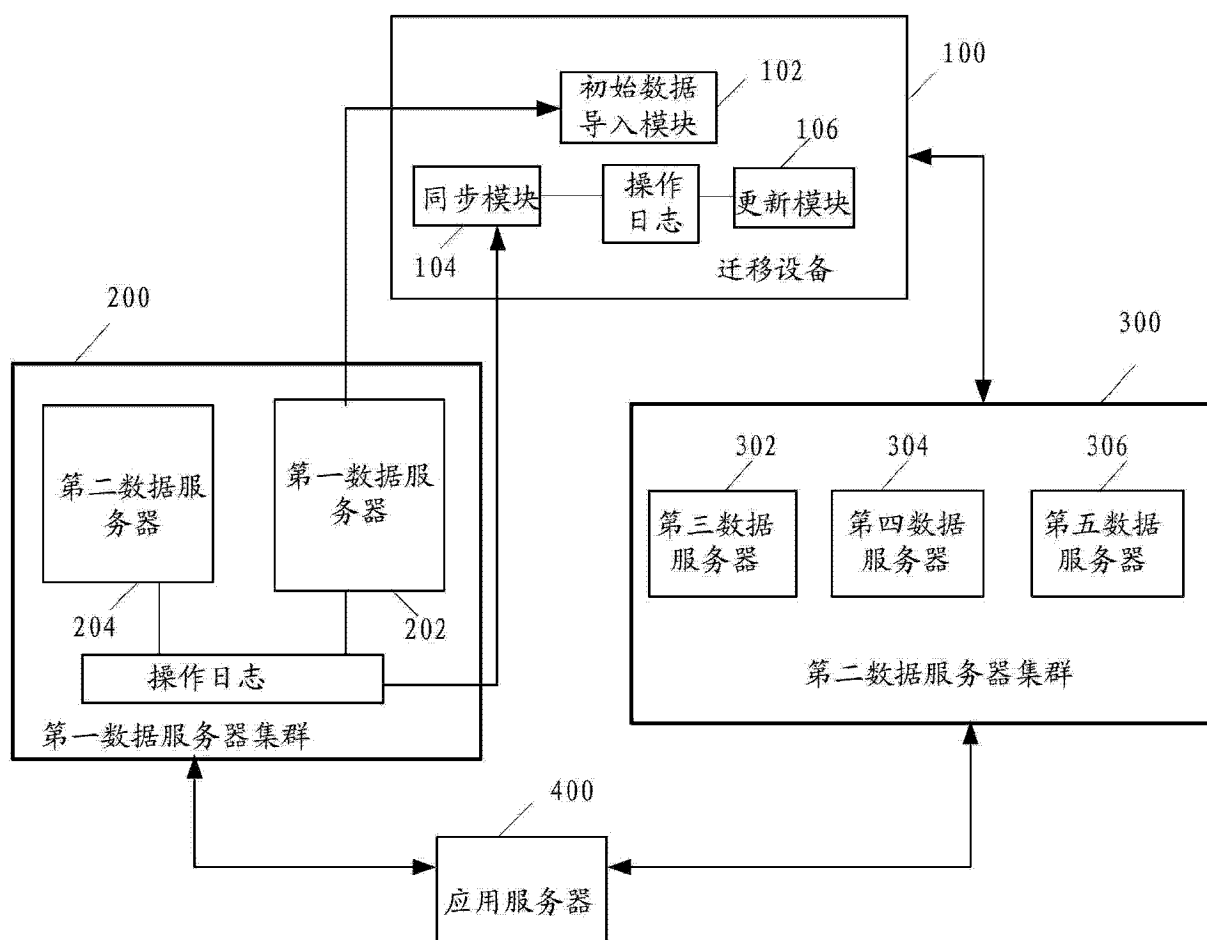 100
102
初始数据
导入模块
106
同步模块
操作
日志
更新模块
104
迁移设备
200
300
第二数据服
务器
第一数据服
务器
302
304
306
第三数据
服务器
第四数据
服务器
第五数据
服务器
204
202
操作日志
第一数据服务器集群
第二数据服务器集群
400
应用服务器